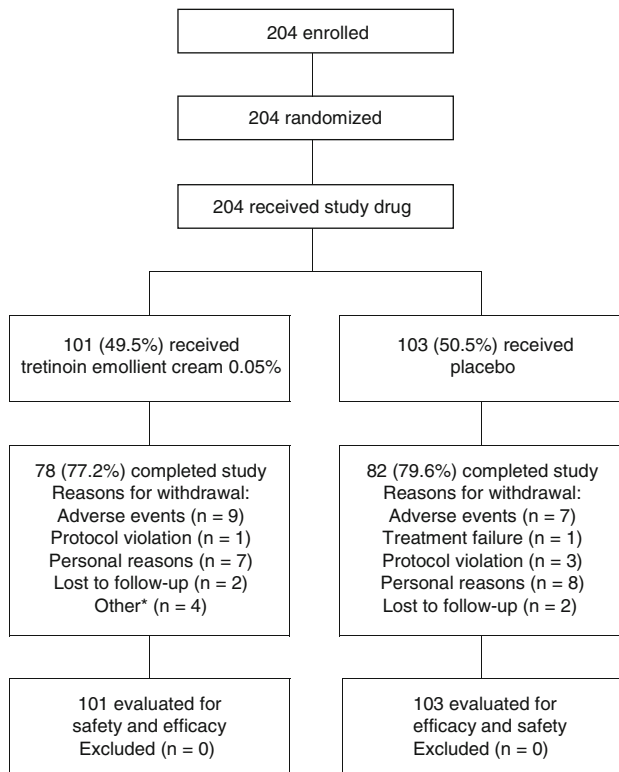 204 enrolled
204 randomized
204 received study drug
101 (49.5%) received
tretinoin emollient cream 0.05%
103 (50.5%) received
placebo
78 (77.2%) completed study
Reasons for withdrawal:
Adverse events (n = 9)
Protocol violation (n = 1)
Personal reasons (n = 7)
Lost to follow-up (n = 2)
Other* (n = 4)
82 (79.6%) completed study
Reasons for withdrawal:
Adverse events (n = 7)
Treatment failure (n = 1)
Protocol violation (n = 3)
Personal reasons (n = 8)
Lost to follow-up (n = 2)
101 evaluated for
safety and efficacy
Excluded (n = 0)
103 evaluated for
efficacy and safety
Excluded (n = 0)